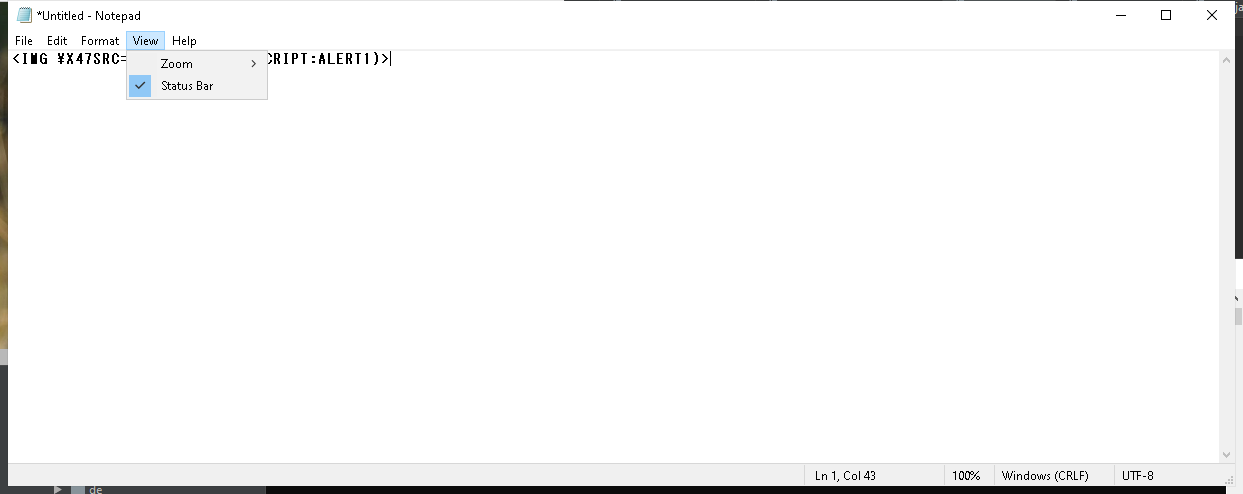 *Untitled - Notepad
File Edit Format View Help
<IMG ¥X47SRC= CRIPT:ALERT1)>
Zoom >
Status Bar
Ln 1, Col 43 100% Windows (CRLF) UTF-8
de